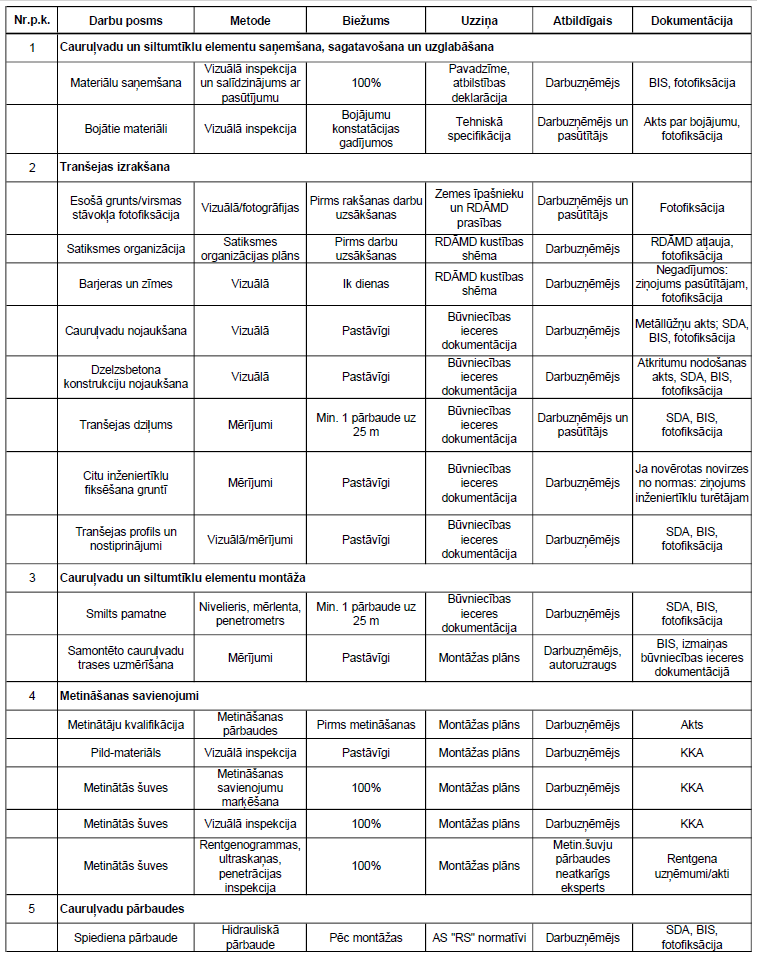 Nr.p.k. Darbu posms Metode Biežums Uzziņa Atbildīgais Dokumentācija
1 Cauruļvadu un siltumtīklu elementu saņemšana, sagatavošana un uzglabāšana
Materiālu saņemšana Vizuālā inspekcija un salīdzinājums ar pasūtījumu 100% Pavadzīme, atbilstības deklarācija Darbuzņēmējs BIS, fotofiksācija
Bojātie materiāli Vizuālā inspekcija Bojājumu konstatācijas gadījumos Tehniskā specifikācija Darbuzņēmējs un pasūtītājs Akts par bojājumu, fotofiksācija
2 Tranšejas izrakšana
Esošā grunts/virsmas stāvokļa fotofiksācija Vizuālā/fotogrāfijas Pirms rakšanas darbu uzsākšanas Zemes īpašnieku un RDĀMD prasības Darbuzņēmējs un pasūtītājs Fotofiksācija
Satiksmes organizācija Satiksmes organizācijas plāns Pirms darbu uzsākšanas RDĀMD kustības shēma Darbuzņēmējs RDĀMD atļauja, fotofiksācija
Barjeras un zīmes Vizuālā Ik dienas RDĀMD kustības shēma Darbuzņēmējs Negadījumos: ziņojums pasūtītājam, fotofiksācija
Cauruļvadu nojaukšana Vizuālā Pastāvīgi Būvniecības ieceres dokumentācija Darbuzņēmējs Metāllūžņu akts; SDA, BIS, fotofiksācija
Dzelzsbetona konstrukciju nojaukšana Vizuālā Pastāvīgi Būvniecības ieceres dokumentācija Darbuzņēmējs Atkritumu nodošanas akts, SDA, BIS, fotofiksācija
Tranšejas dziļums Mērījumi Min. 1 pārbaude uz 25 m Būvniecības ieceres dokumentācija Darbuzņēmējs un pasūtītājs SDA, BIS, fotofiksācija
Citu inženiertīklu fiksēšana gruntī Mērījumi Pastāvīgi Būvniecības ieceres dokumentācija Darbuzņēmējs Ja novērotas novirzes no normas: ziņojums inženiertīklu turētājam
Tranšejas profils un nostiprinājumi Vizuālā/mērījumi Pastāvīgi Būvniecības ieceres dokumentācija Darbuzņēmējs SDA, BIS, fotofiksācija
3 Cauruļvadu un siltumtīklu elementu montāža
Smilts pamatne Nivelieris, mērlenta, penetrometrs Min. 1 pārbaude uz 25 m Būvniecības ieceres dokumentācija Darbuzņēmējs SDA, BIS, fotofiksācija
Samontēto cauruļvadu trases uzmērīšana Mērījumi Pastāvīgi Montāžas plāns Darbuzņēmējs, autoruzraugs BIS, izmaiņas būvniecības ieceres dokumentācijā
4 Metināšanas savienojumi
Metinātāju kvalifikācija Metināšanas pārbaudes Pirms metināšanas Montāžas plāns Darbuzņēmējs Akts
Pild-materiāls Vizuālā inspekcija Pastāvīgi Montāžas plāns Darbuzņēmējs KKA
Metinātās šuves Metināšanas savienojumu marķēšana 100% Montāžas plāns Darbuzņēmējs KKA
Metinātās šuves Vizuālā inspekcija 100% Montāžas plāns Darbuzņēmējs KKA
Metinātās šuves Rentgenogrammas, ultraskaņas, penetrācijas inspekcija 100% Montāžas plāns Metin.šuvju pārbaudes neatkarīgs eksperts Rentgena uzņēmumi/akti
5 Cauruļvadu pārbaudes
Spiediena pārbaude Hidrauliskā pārbaude Pēc montāžas AS "RS" normatīvi Darbuzņēmējs SDA, BIS, fotofiksācija